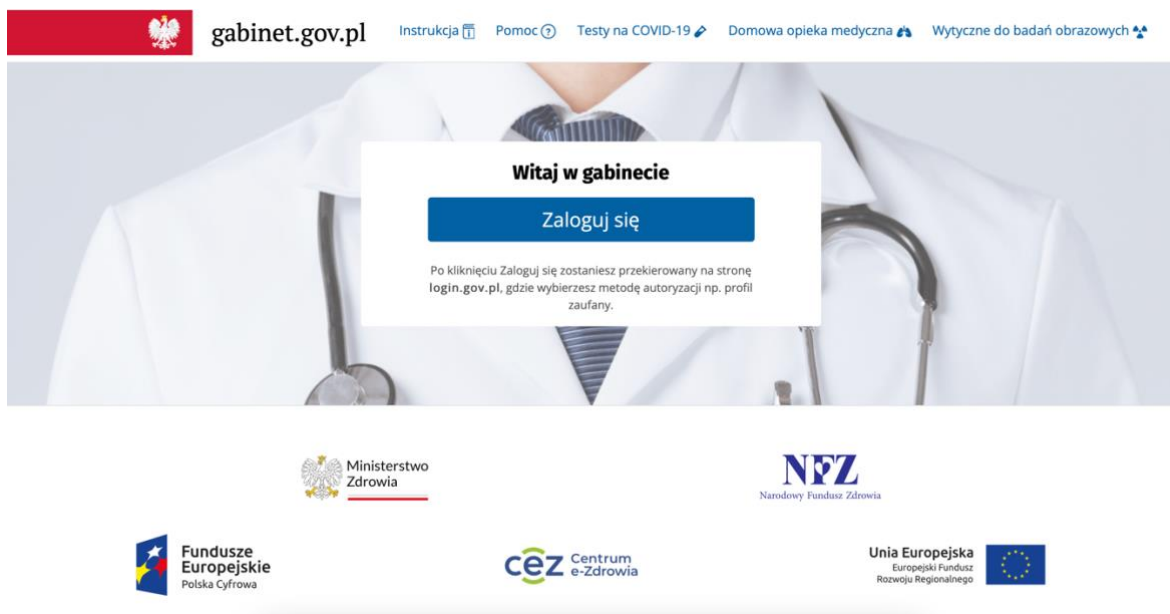 gabinet.gov.pl
Instrukcja
Pomoc
Testy na COVID-19
Domowa opieka medyczna
Wytyczne do badań obrazowych
Witaj w gabinecie
Zaloguj się
Po kliknięciu Zaloguj się zostaniesz przekierowany na stronę
login.gov.pl, gdzie wybierzesz metodę autoryzacji np. profil
zaufany.
Ministerstwo
Zdrowia
NFZ
Narodowy Fundusz Zdrowia
Fundusze
Europejskie
Polska Cyfrowa
cez Centrum
e-Zdrowia
Unia Europejska
Europejski Fundusz
Rozwoju Regionalnego